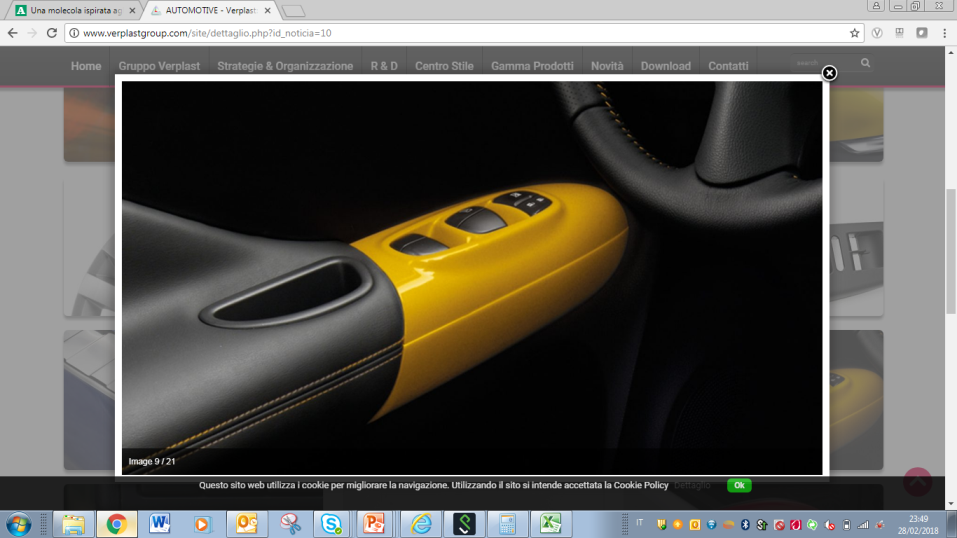 Una molecola ispirata ag
AUTOMOTIVE - Verplast
www.verplastgroup.com/site/dettaglio.php?id_noticia=10
Home Gruppo Verplast Strategie & Organizzazione R & D Centro Stile Gamma Prodotti Novità Download Contatti search
Image 9 / 21
Questo sito web utilizza i cookie per migliorare la navigazione. Utilizzando il sito si intende accettata la Cookie Policy Dettaglio Ok
IT
23:49
28/02/2018